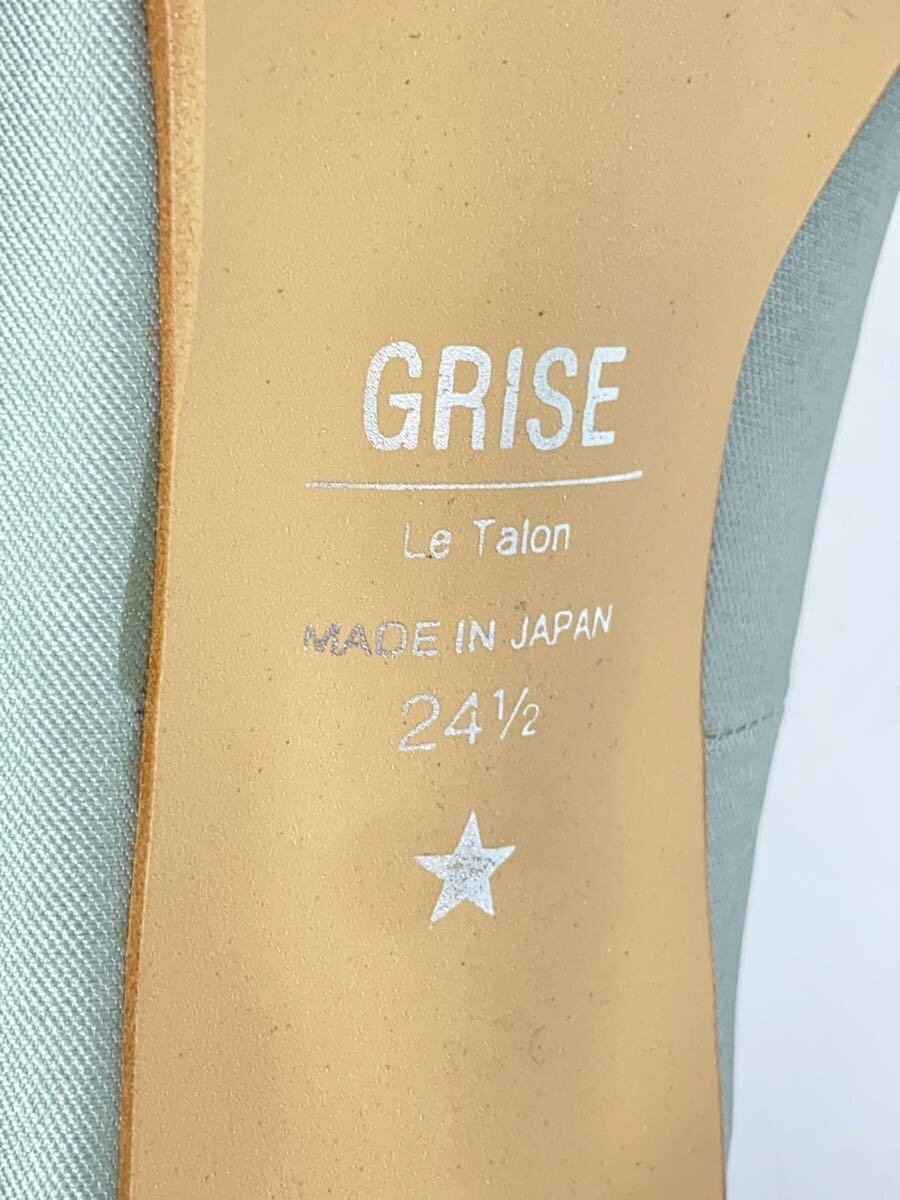 GRISE
Le Talon
MADE IN JAPAN
24½